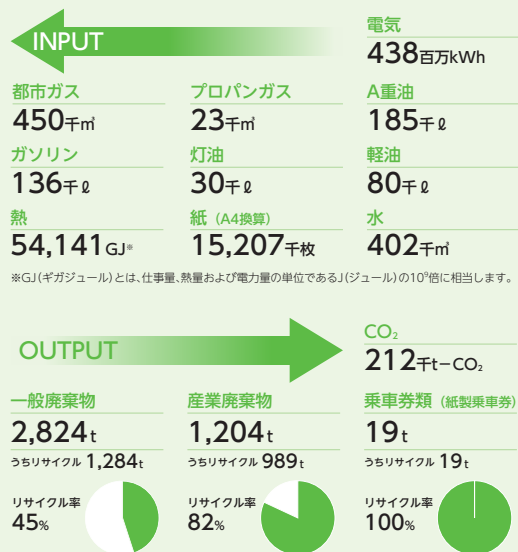 INPUT
電気
438百万kWh
都市ガス
450千㎥
プロパンガス
23千㎥
A重油
185千ℓ
ガソリン
136千ℓ
灯油
30千ℓ
軽油
80千ℓ
熱
54,141GJ※
紙（A4換算）
15,207千枚
水
402千㎥
※GJ(ギガジュール)とは、仕事量、熱量および電力量の単位であるJ(ジュール)の10⁹倍に相当します。
OUTPUT
CO₂
212千t−CO₂
一般廃棄物
2,824t
うちリサイクル 1,284t
リサイクル率
45%
産業廃棄物
1,204t
うちリサイクル 989t
リサイクル率
82%
乗車券類（紙製乗車券）
19t
うちリサイクル 19t
リサイクル率
100%